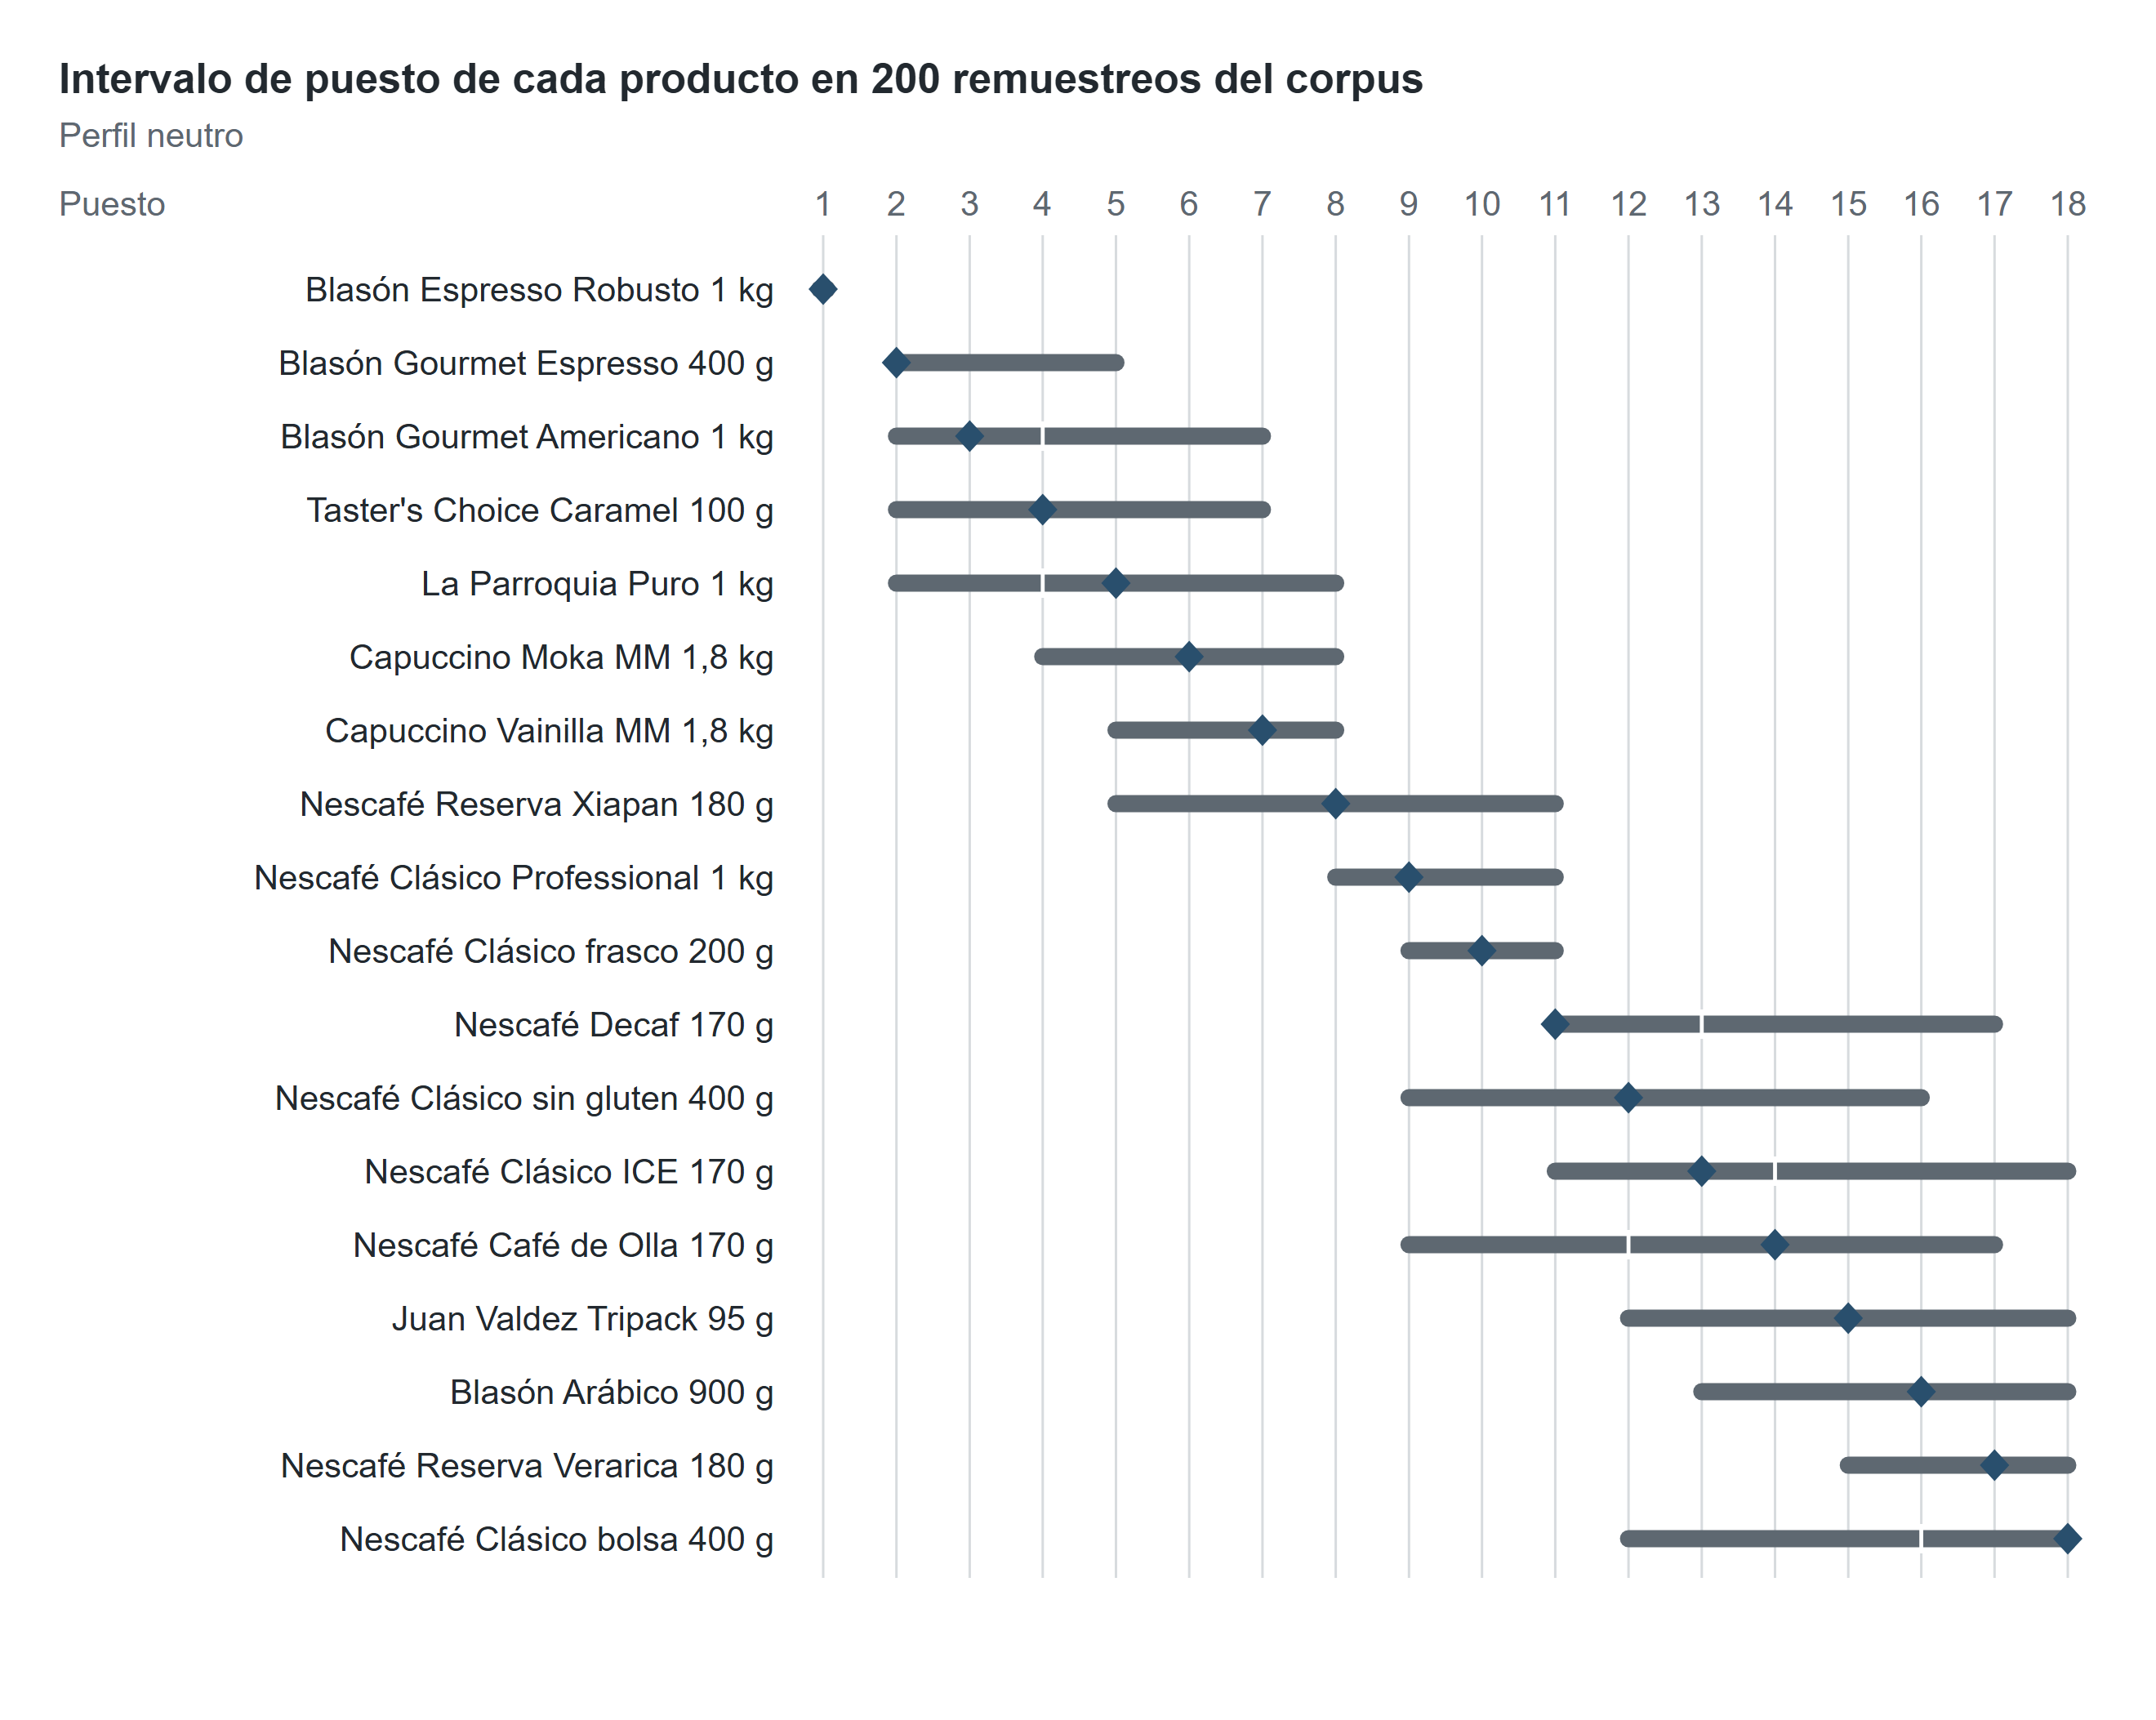 Intervalo de puesto de cada producto en 200 remuestreos del corpus
Perfil neutro
Puesto 1 2 3 4 5 6 7 8 9 10 11 12 13 14 15 16 17 18
Blasón Espresso Robusto 1 kg
Blasón Gourmet Espresso 400 g
Blasón Gourmet Americano 1 kg
Taster's Choice Caramel 100 g
La Parroquia Puro 1 kg
Capuccino Moka MM 1,8 kg
Capuccino Vainilla MM 1,8 kg
Nescafé Reserva Xiapan 180 g
Nescafé Clásico Professional 1 kg
Nescafé Clásico frasco 200 g
Nescafé Decaf 170 g
Nescafé Clásico sin gluten 400 g
Nescafé Clásico ICE 170 g
Nescafé Café de Olla 170 g
Juan Valdez Tripack 95 g
Blasón Arábico 900 g
Nescafé Reserva Verarica 180 g
Nescafé Clásico bolsa 400 g